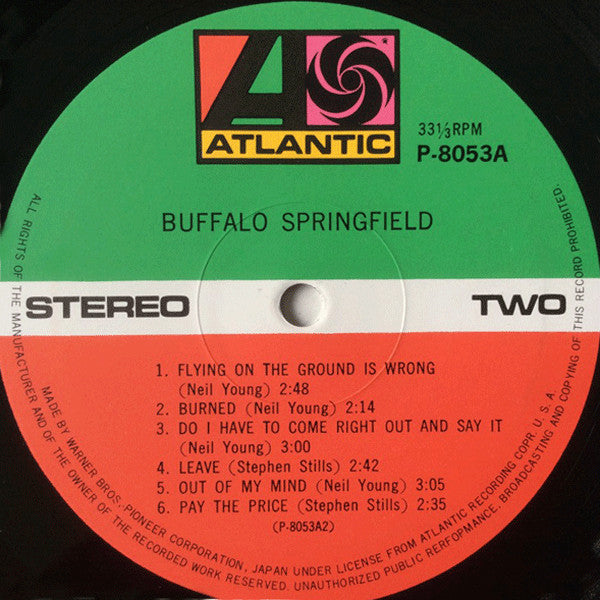 ATLANTIC
33⅓RPM
P-8053A
BUFFALO SPRINGFIELD
STEREO
TWO
1. FLYING ON THE GROUND IS WRONG
(Neil Young) 2:48
2. BURNED (Neil Young) 2:14
3. DO I HAVE TO COME RIGHT OUT AND SAY IT
(Neil Young) 3:00
4. LEAVE (Stephen Stills) 2:42
5. OUT OF MY MIND (Neil Young) 3:05
6. PAY THE PRICE (Stephen Stills) 2:35
(P-8053A2)
MADE BY WARNER BROS. PIONEER CORPORATION, JAPAN UNDER LICENSE FROM ATLANTIC RECORDING COPR. U. S. A.
ALL RIGHTS OF THE MANUFACTURER AND OF THE OWNER OF THE RECORDED WORK RESERVED. UNAUTHORIZED PUBLIC RERFOPMANCE, BROADCASTING AND COPYING OF THIS RECORD PROHIBITED.